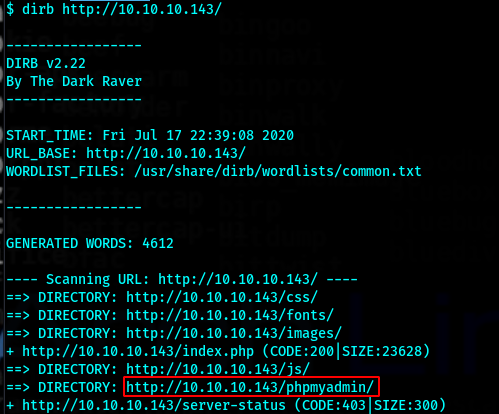 $ dirb http://10.10.10.143/
-----------------
DIRB v2.22
By The Dark Raver
-----------------
START_TIME: Fri Jul 17 22:39:08 2020
URL_BASE: http://10.10.10.143/
WORDLIST_FILES: /usr/share/dirb/wordlists/common.txt
-----------------
GENERATED WORDS: 4612
---- Scanning URL: http://10.10.10.143/ ----
==> DIRECTORY: http://10.10.10.143/css/
==> DIRECTORY: http://10.10.10.143/fonts/
==> DIRECTORY: http://10.10.10.143/images/
+ http://10.10.10.143/index.php (CODE:200|SIZE:23628)
==> DIRECTORY: http://10.10.10.143/js/
==> DIRECTORY: http://10.10.10.143/phpmyadmin/
+ http://10.10.10.143/server-status (CODE:403|SIZE:300)